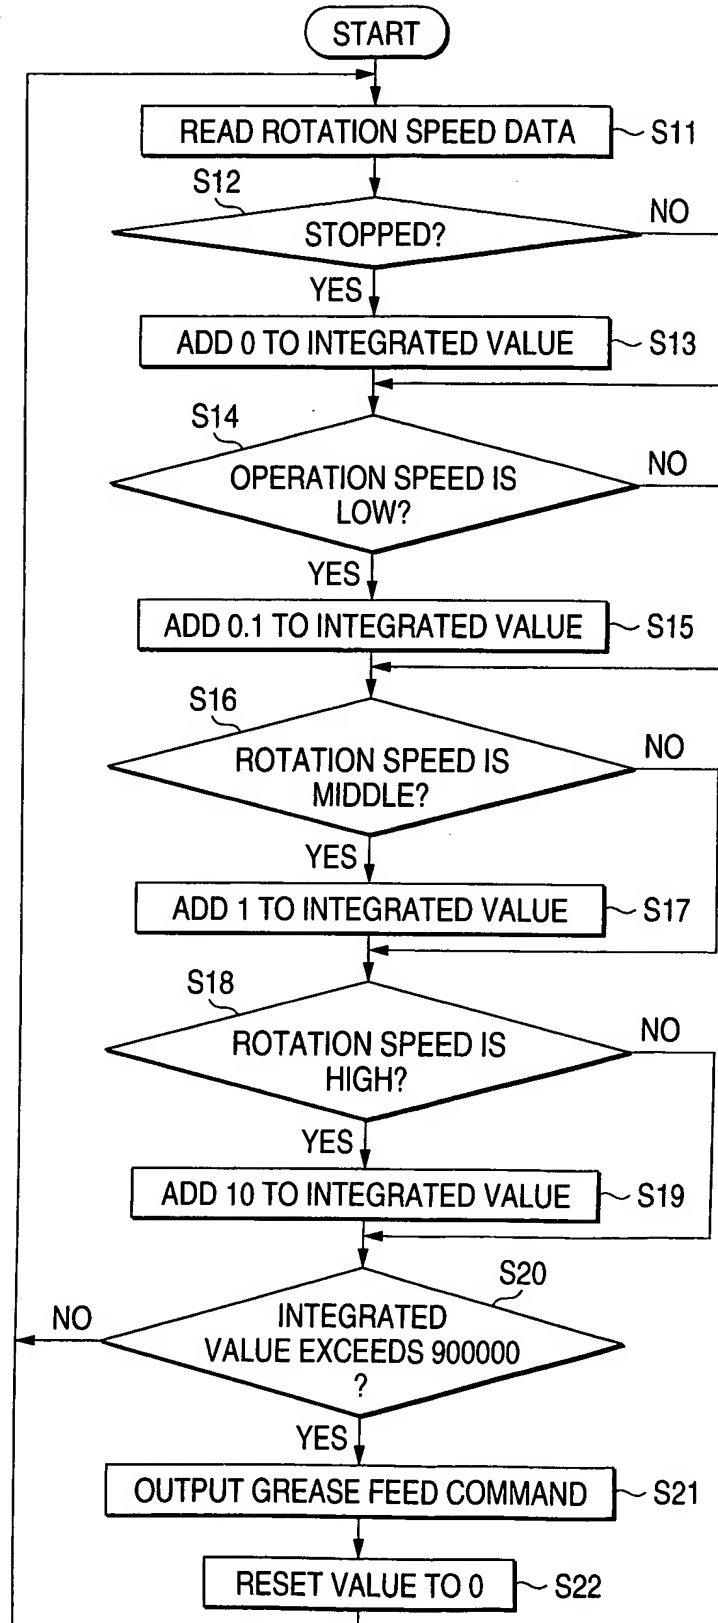 START
READ ROTATION SPEED DATA
S11
S12
STOPPED?
NO
YES
ADD 0 TO INTEGRATED VALUE
S13
S14
OPERATION SPEED IS
LOW?
NO
YES
ADD 0.1 TO INTEGRATED VALUE
S15
S16
ROTATION SPEED IS
MIDDLE?
NO
YES
ADD 1 TO INTEGRATED VALUE
S17
S18
ROTATION SPEED IS
HIGH?
NO
YES
ADD 10 TO INTEGRATED VALUE
S19
S20
INTEGRATED
VALUE EXCEEDS 900000
?
NO
YES
OUTPUT GREASE FEED COMMAND
S21
RESET VALUE TO 0
S22